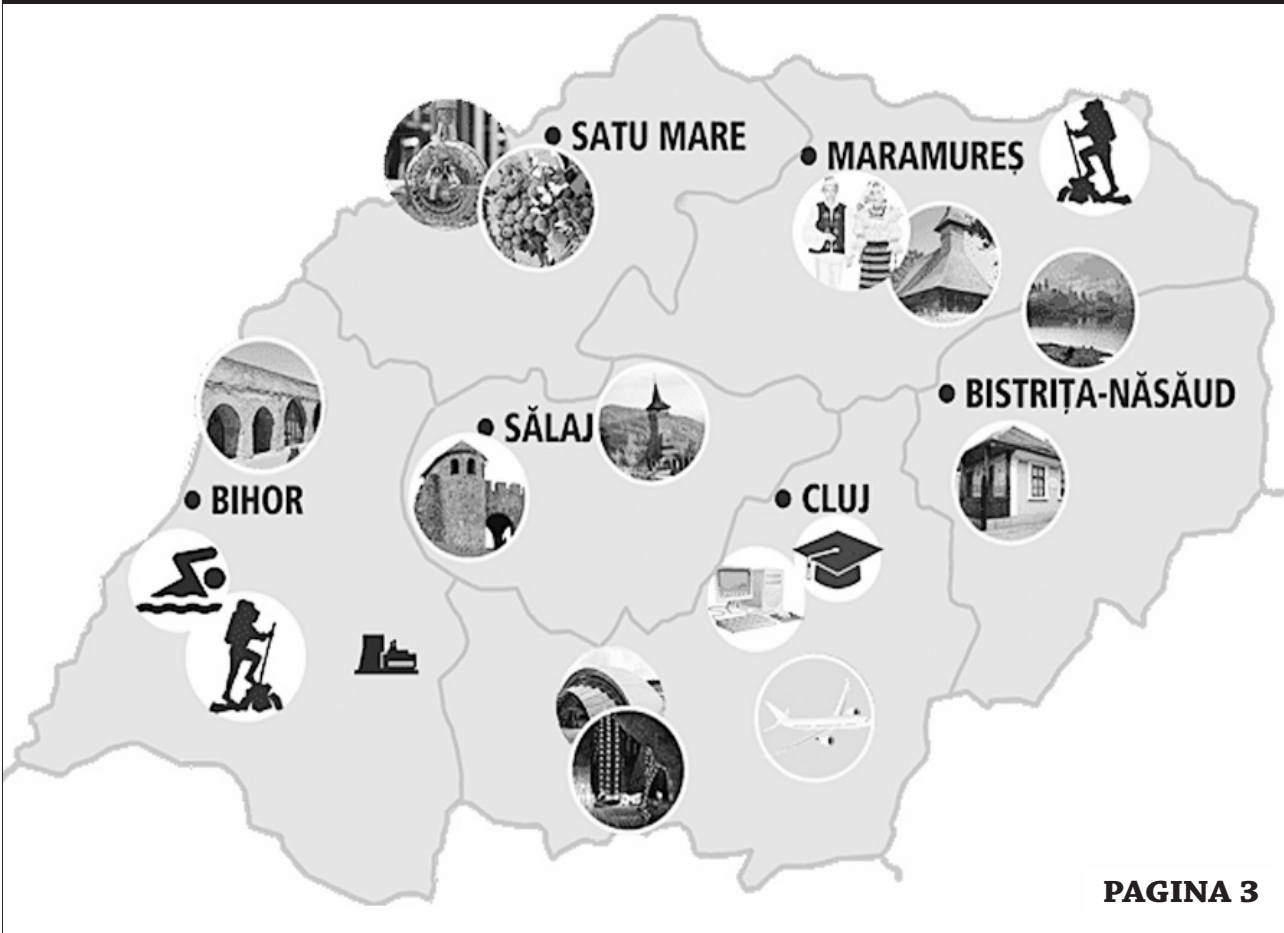 SATU MARE
MARAMUREȘ
BISTRIȚA-NĂSĂUD
SĂLAJ
CLUJ
BIHOR
PAGINA 3